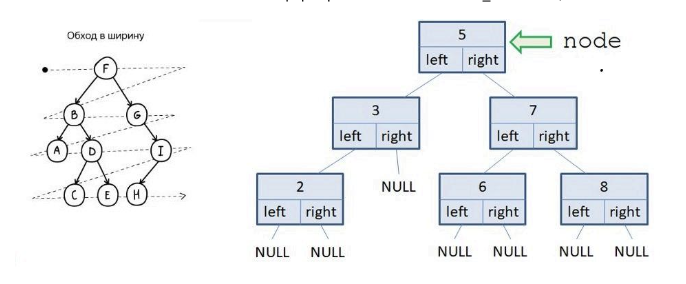 Обход в ширину
F
B G
A D I
C E H
5
left right
node
3
left right
7
left right
NULL
2
left right
6
left right
8
left right
NULL NULL NULL NULL NULL NULL